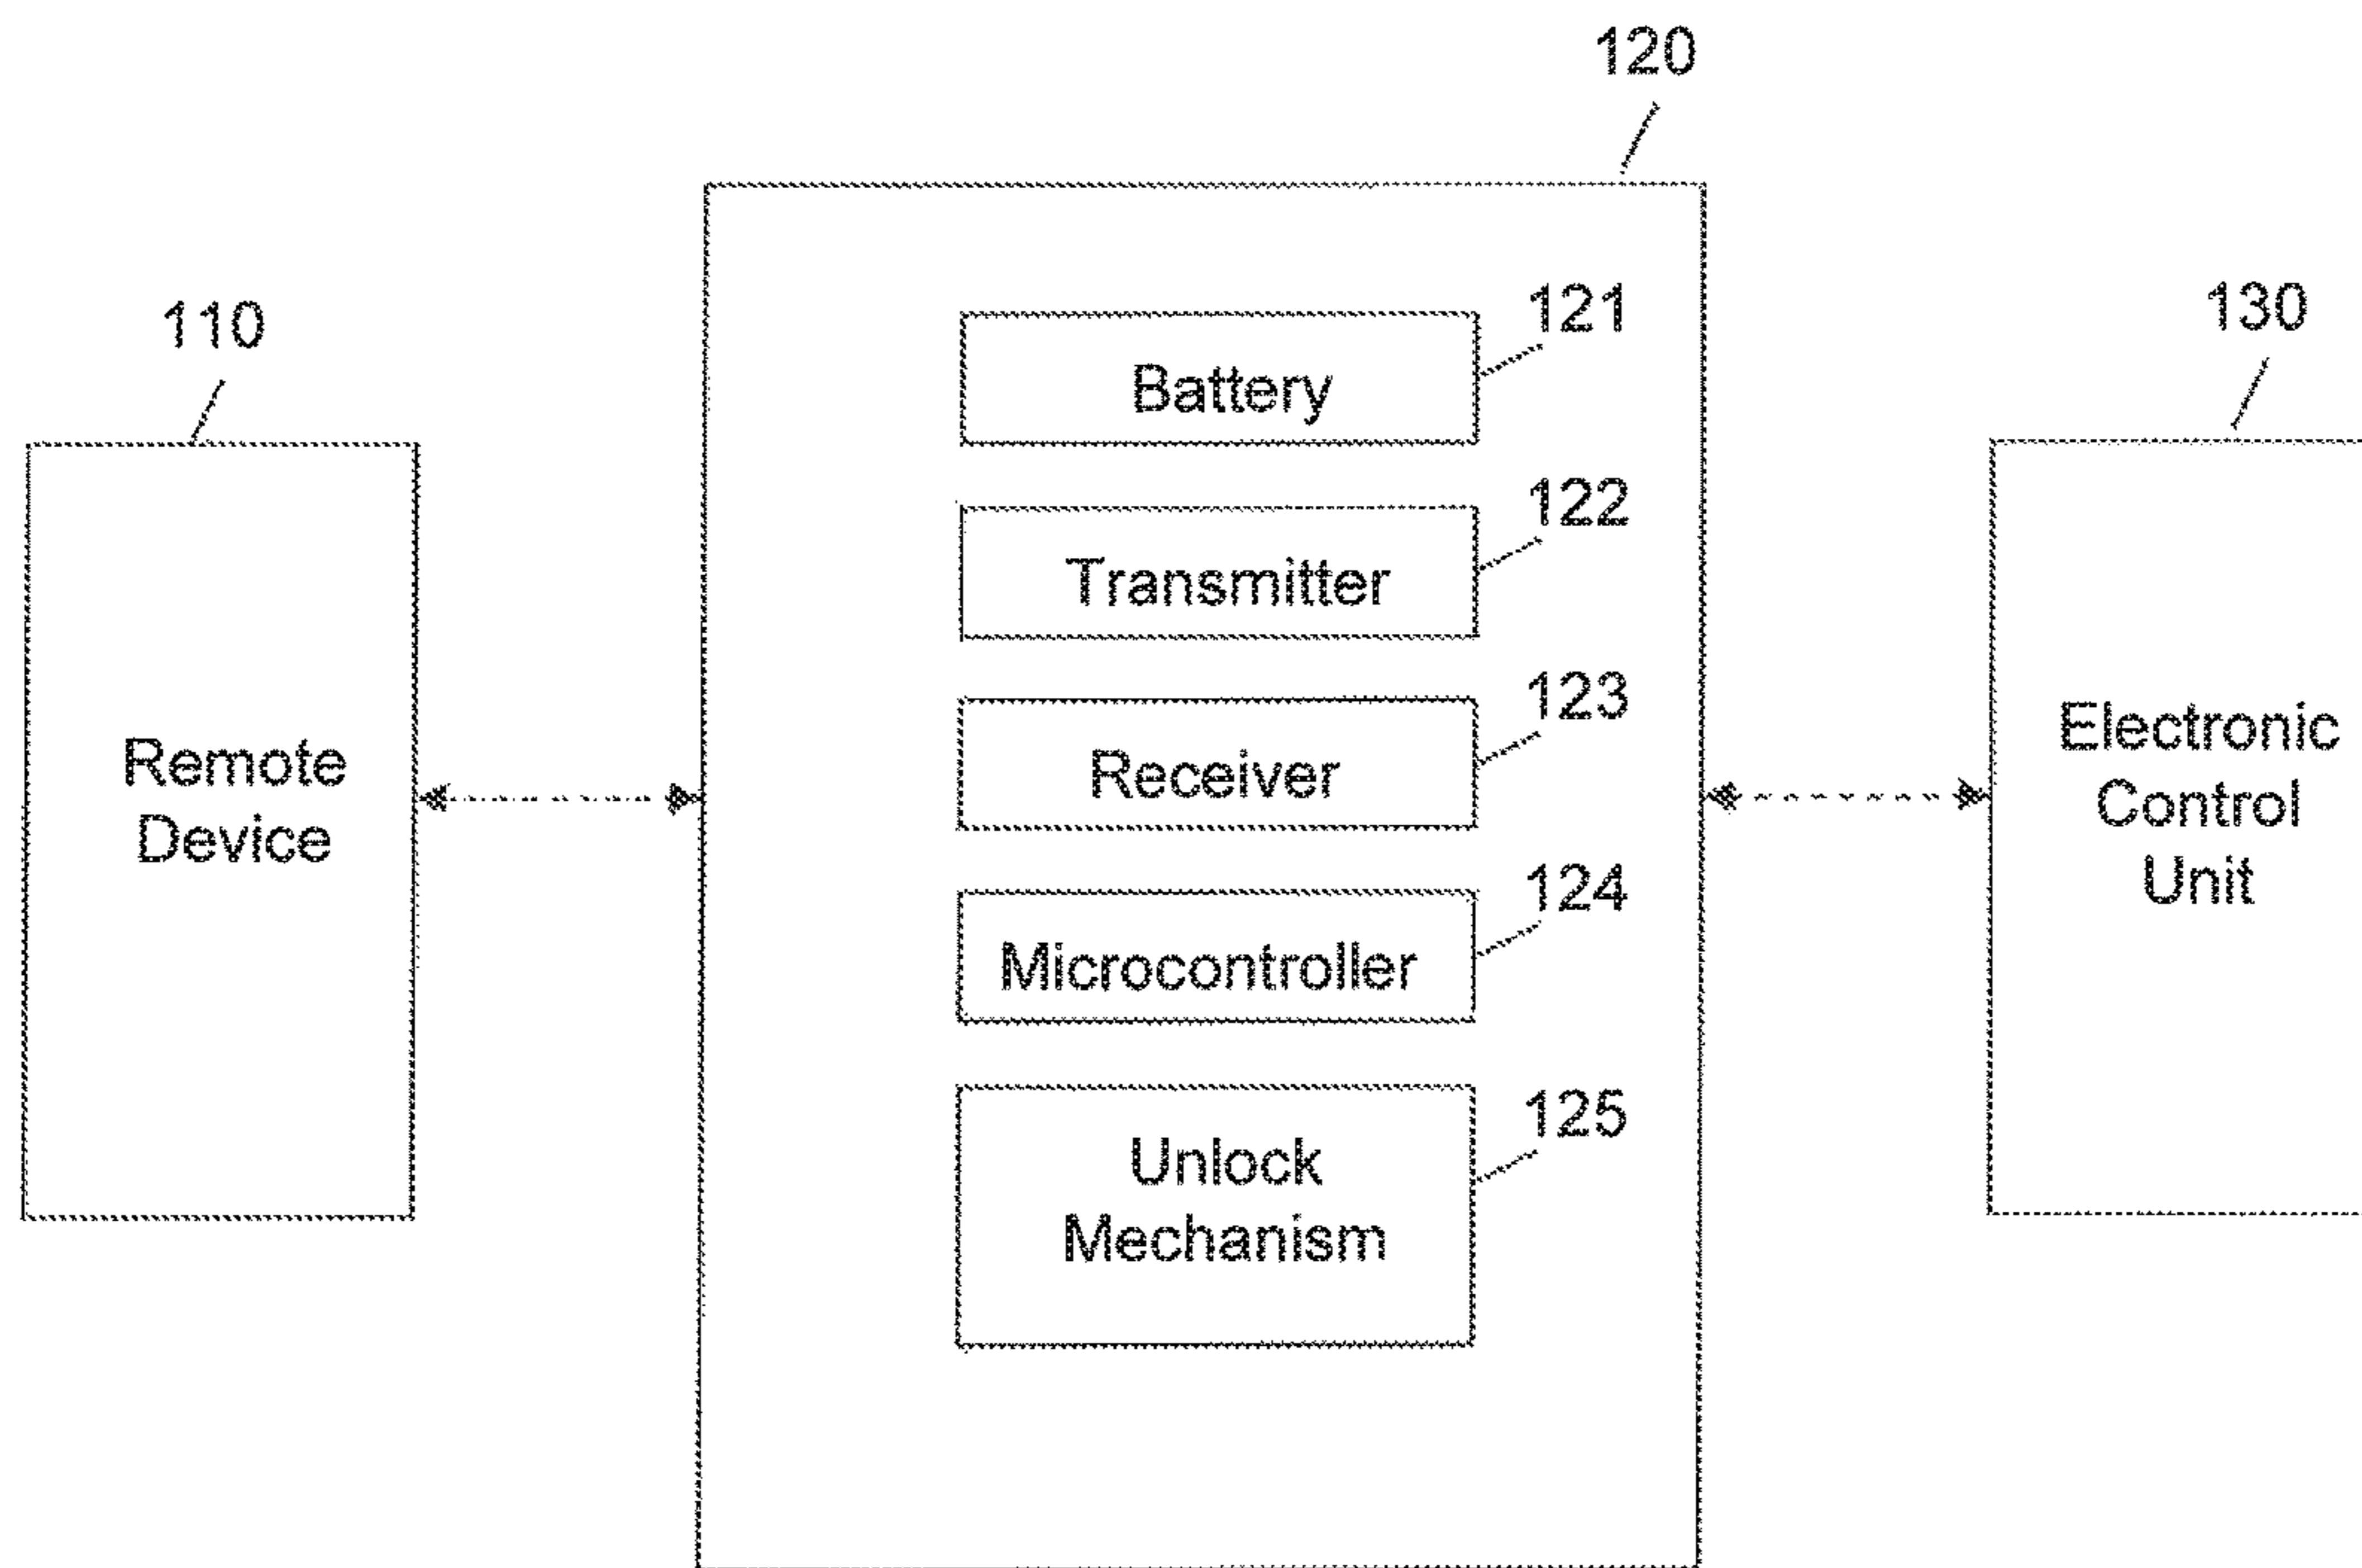 120
110
121
130
Battery
122
Transmitter
123
Remote
Device
Receiver
Electronic
Control
Unit
124
Microcontroller
125
Unlock
Mechanism